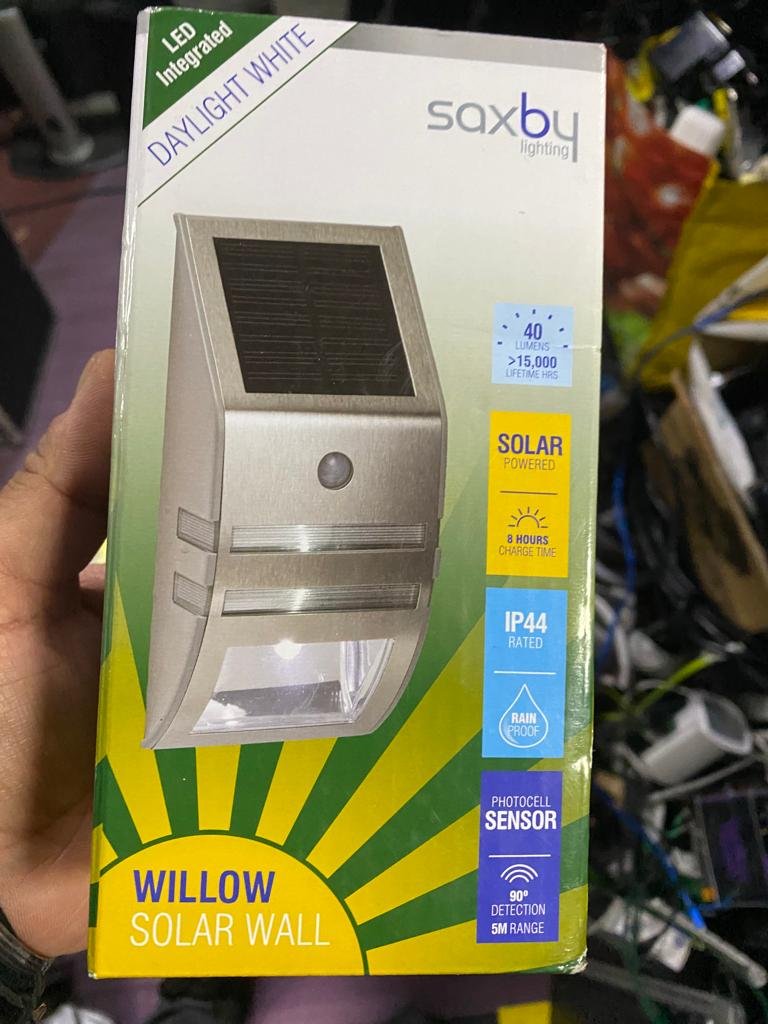 LED
Integrated
DAYLIGHT WHITE
saxby
lighting
40
LUMENS
>15,000
LIFETIME HRS
SOLAR
POWERED
8 HOURS
CHARGE TIME
IP44
RATED
RAIN
PROOF
PHOTOCELL
SENSOR
90º
DETECTION
5M RANGE
WILLOW
SOLAR WALL